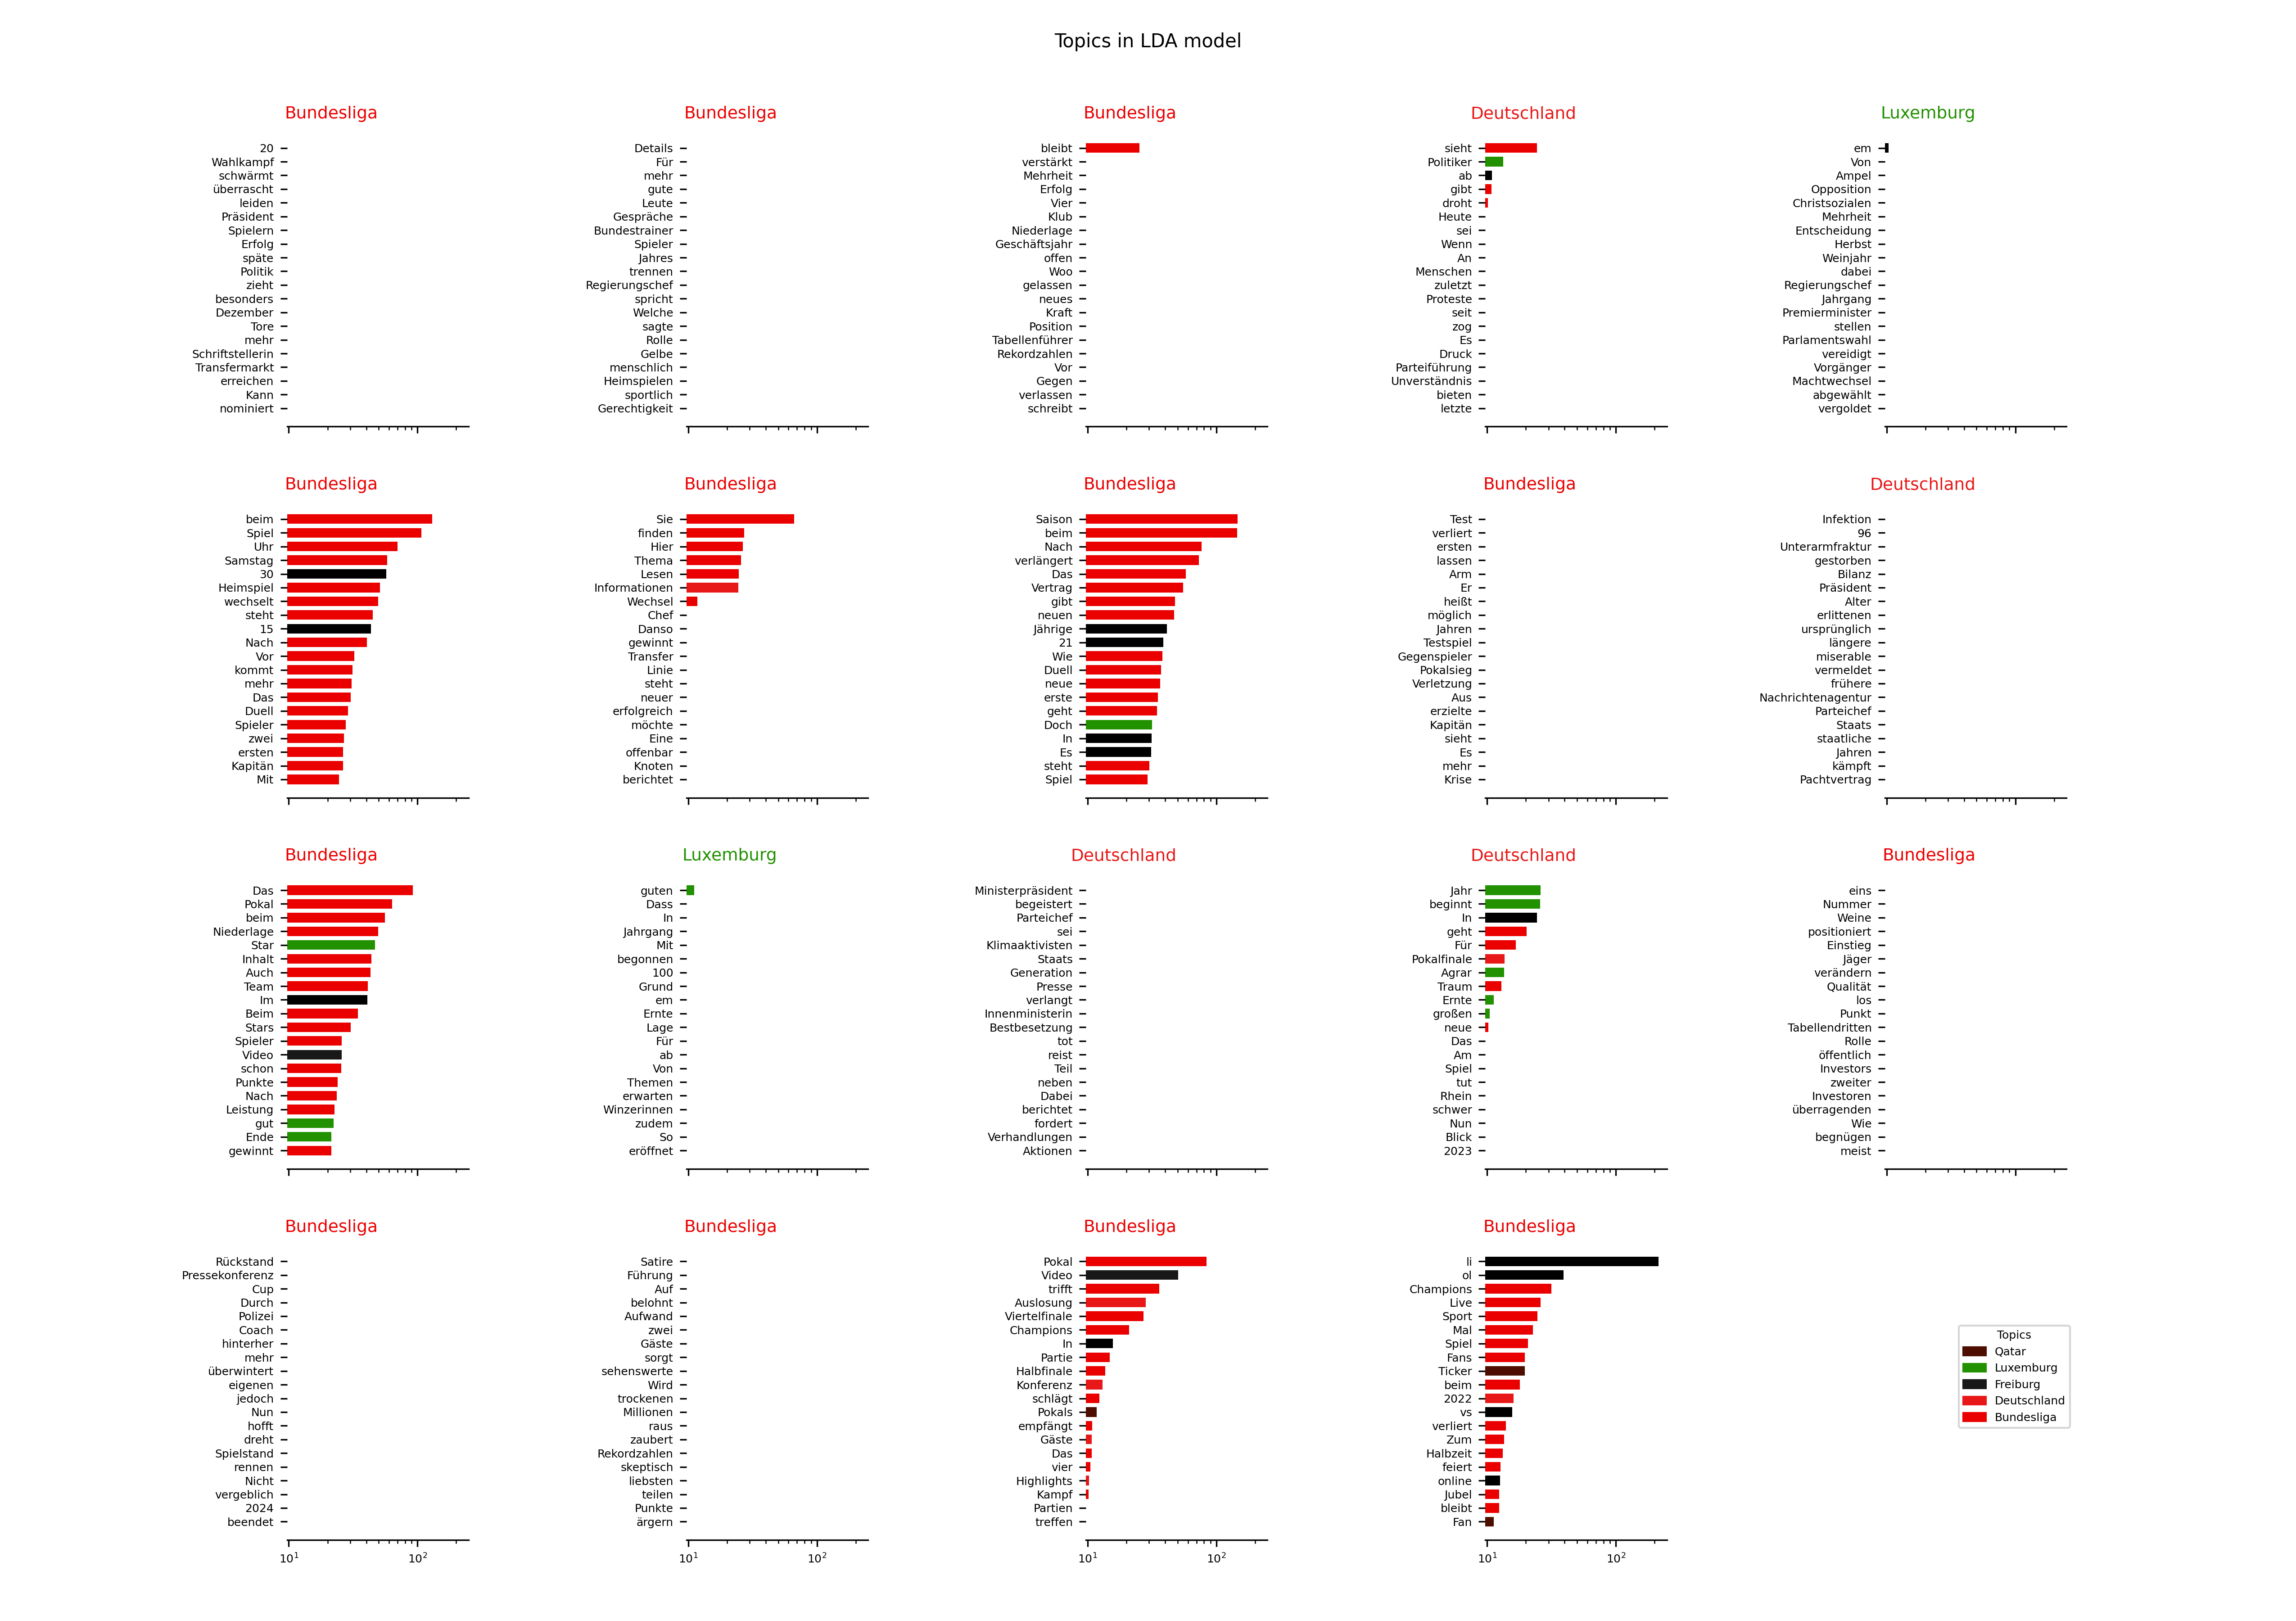 Topics in LDA model
Bundesliga
20
Wahlkampf
schwärmt
überrascht
leiden
Präsident
Spielern
Erfolg
späte
Politik
zieht
besonders
Dezember
Tore
mehr
Schriftstellerin
Transfermarkt
erreichen
Kann
nominiert
Bundesliga
Details
Für
mehr
gute
Leute
Gespräche
Bundestrainer
Spieler
Jahres
trennen
Regierungschef
spricht
Welche
sagte
Rolle
Gelbe
menschlich
Heimspielen
sportlich
Gerechtigkeit
Bundesliga
bleibt
verstärkt
Mehrheit
Erfolg
Vier
Klub
Niederlage
Geschäftsjahr
offen
Woo
gelassen
neues
Kraft
Position
Tabellenführer
Rekordzahlen
Vor
Gegen
verlassen
schreibt
Deutschland
sieht
Politiker
ab
gibt
droht
Heute
sei
Wenn
An
Menschen
zuletzt
Proteste
seit
zog
Es
Druck
Parteiführung
Unverständnis
bieten
letzte
Luxemburg
em
Von
Ampel
Opposition
Christsozialen
Mehrheit
Entscheidung
Herbst
Weinjahr
dabei
Regierungschef
Jahrgang
Premierminister
stellen
Parlamentswahl
vereidigt
Vorgänger
Machtwechsel
abgewählt
vergoldet
Bundesliga
beim
Spiel
Uhr
Samstag
30
Heimspiel
wechselt
steht
15
Nach
Vor
kommt
mehr
Das
Duell
Spieler
zwei
ersten
Kapitän
Mit
Bundesliga
Sie
finden
Hier
Thema
Lesen
Informationen
Wechsel
Chef
Danso
gewinnt
Transfer
Linie
steht
neuer
erfolgreich
möchte
Eine
offenbar
Knoten
berichtet
Bundesliga
Saison
beim
Nach
verlängert
Das
Vertrag
gibt
neuen
Jährige
21
Wie
Duell
neue
erste
geht
Doch
In
Es
steht
Spiel
Bundesliga
Test
verliert
ersten
lassen
Arm
Er
heißt
möglich
Jahren
Testspiel
Gegenspieler
Pokalsieg
Verletzung
Aus
erzielte
Kapitän
sieht
Es
mehr
Krise
Deutschland
Infektion
96
Unterarmfraktur
gestorben
Bilanz
Präsident
Alter
erlittenen
ursprünglich
längere
miserable
vermeldet
frühere
Nachrichtenagentur
Parteichef
Staats
staatliche
Jahren
kämpft
Pachtvertrag
Bundesliga
Das
Pokal
beim
Niederlage
Star
Inhalt
Auch
Team
Im
Beim
Stars
Spieler
Video
schon
Punkte
Nach
Leistung
gut
Ende
gewinnt
Luxemburg
guten
Dass
In
Jahrgang
Mit
begonnen
100
Grund
em
Ernte
Lage
Für
ab
Von
Themen
erwarten
Winzerinnen
zudem
So
eröffnet
Deutschland
Ministerpräsident
begeistert
Parteichef
sei
Klimaaktivisten
Staats
Generation
Presse
verlangt
Innenministerin
Bestbesetzung
tot
reist
Teil
neben
Dabei
berichtet
fordert
Verhandlungen
Aktionen
Deutschland
Jahr
beginnt
In
geht
Für
Pokalfinale
Agrar
Traum
Ernte
großen
neue
Das
Am
Spiel
tut
Rhein
schwer
Nun
Blick
2023
Bundesliga
eins
Nummer
Weine
positioniert
Einstieg
Jäger
verändern
Qualität
los
Punkt
Tabellendritten
Rolle
öffentlich
Investors
zweiter
Investoren
überragenden
Wie
begnügen
meist
Bundesliga
Rückstand
Pressekonferenz
Cup
Durch
Polizei
Coach
hinterher
mehr
überwintert
eigenen
jedoch
Nun
hofft
dreht
Spielstand
rennen
Nicht
vergeblich
2024
beendet
10¹ 10²
Bundesliga
Satire
Führung
Auf
belohnt
Aufwand
zwei
Gäste
sorgt
sehenswerte
Wird
trockenen
Millionen
raus
zaubert
Rekordzahlen
skeptisch
liebsten
teilen
Punkte
ärgern
10¹ 10²
Bundesliga
Pokal
Video
trifft
Auslosung
Viertelfinale
Champions
In
Partie
Halbfinale
Konferenz
schlägt
Pokals
empfängt
Gäste
Das
vier
Highlights
Kampf
Partien
treffen
10¹ 10²
Bundesliga
li
ol
Champions
Live
Sport
Mal
Spiel
Fans
Ticker
beim
2022
vs
verliert
Zum
Halbzeit
feiert
online
Jubel
bleibt
Fan
10¹ 10²
Topics
Qatar
Luxemburg
Freiburg
Deutschland
Bundesliga